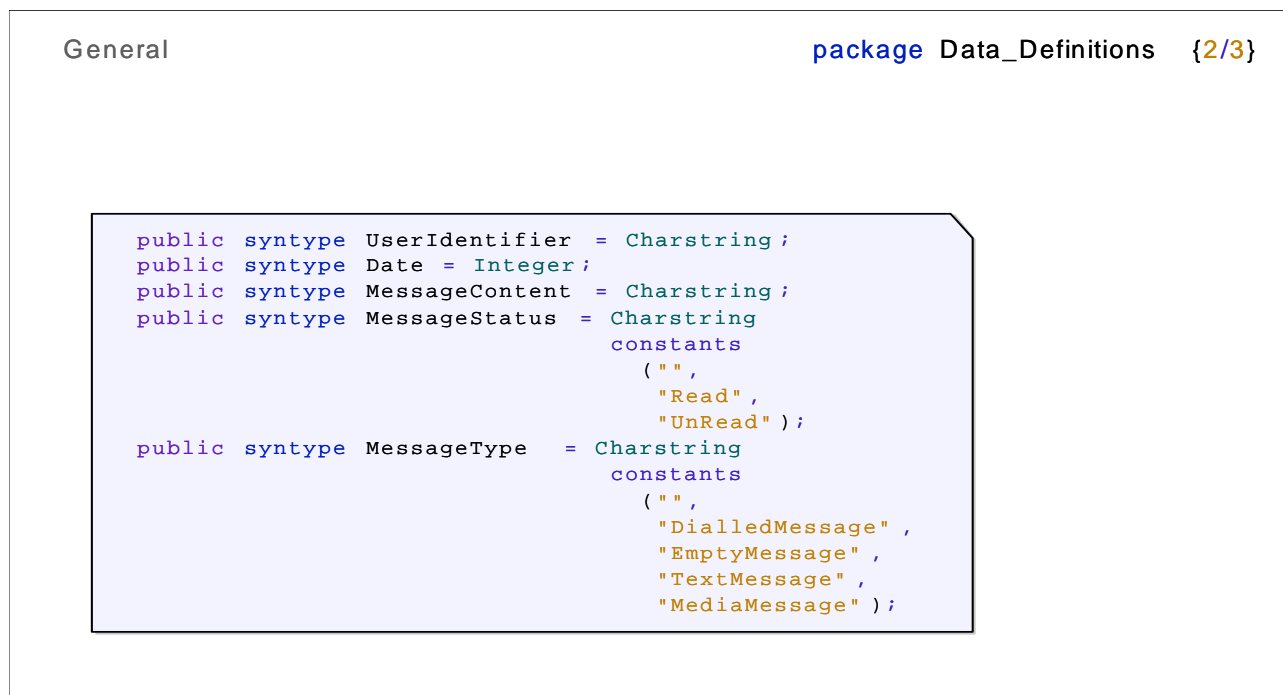 General package Data_Definitions {2/3}
public syntype UserIdentifier = Charstring;
public syntype Date = Integer;
public syntype MessageContent = Charstring;
public syntype MessageStatus = Charstring
constants
("",
"Read",
"UnRead");
public syntype MessageType = Charstring
constants
("",
"DialledMessage",
"EmptyMessage",
"TextMessage",
"MediaMessage");